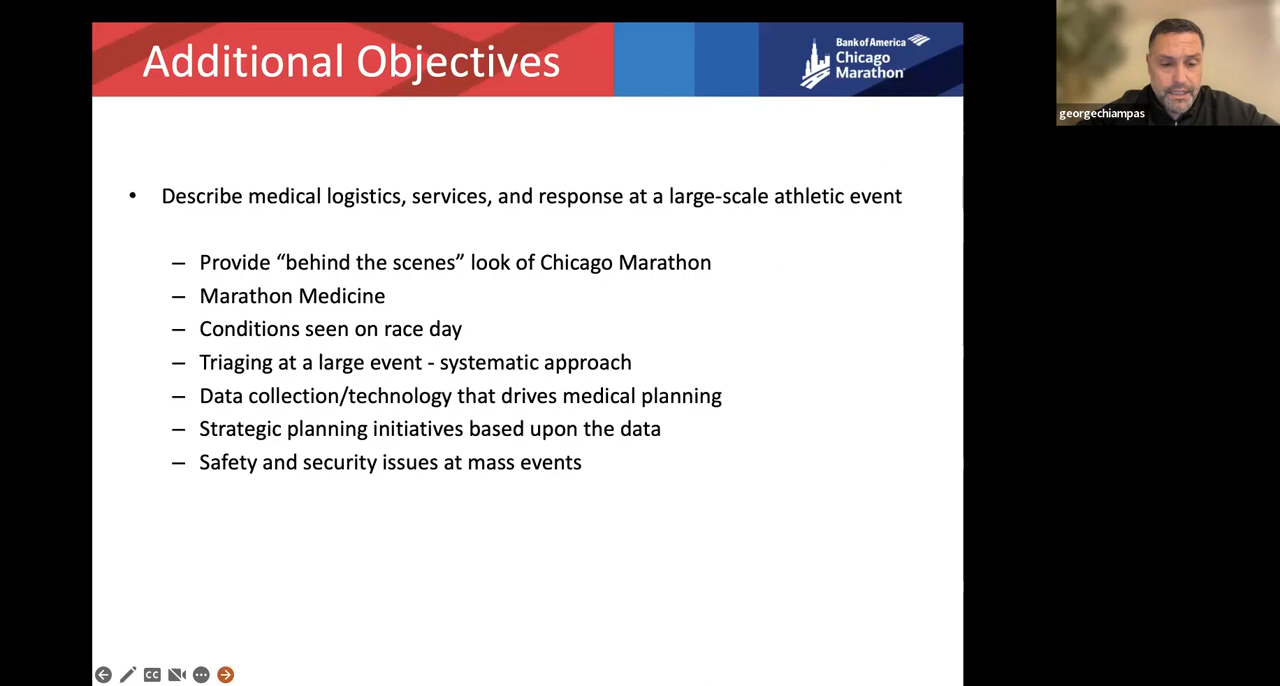 Additional Objectives
Bank of America
Chicago
Marathon
georgechiampas
• Describe medical logistics, services, and response at a large-scale athletic event
– Provide “behind the scenes” look of Chicago Marathon
– Marathon Medicine
– Conditions seen on race day
– Triaging at a large event - systematic approach
– Data collection/technology that drives medical planning
– Strategic planning initiatives based upon the data
– Safety and security issues at mass events
CC